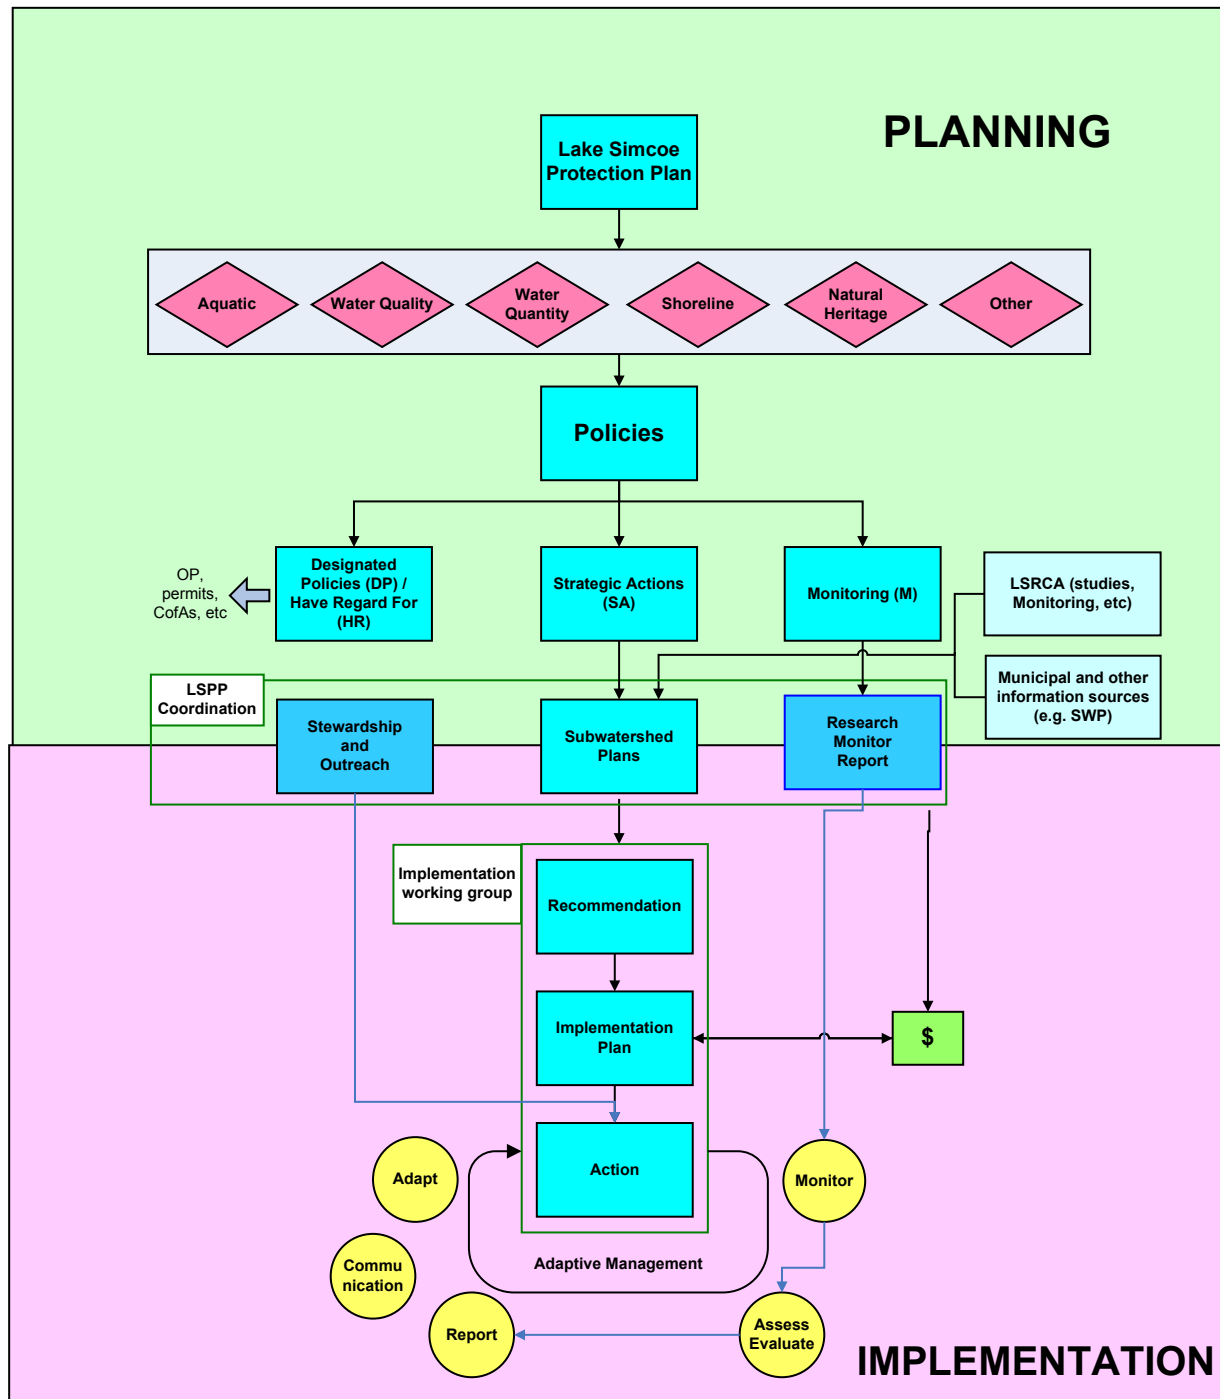 PLANNING
Lake Simcoe
Protection Plan
Aquatic
Water Quality
Water
Quantity
Shoreline
Natural
Heritage
Other
Policies
OP,
permits,
CofAs, etc
Designated
Policies (DP) /
Have Regard For
(HR)
Strategic Actions
(SA)
Monitoring (M)
LSRCA (studies,
Monitoring, etc)
Municipal and other
information sources
(e.g. SWP)
LSPP
Coordination
Stewardship
and
Outreach
Subwatershed
Plans
Research
Monitor
Report
Implementation
working group
Recommendation
Implementation
Plan
$
Action
Adapt
Monitor
Commu
nication
Adaptive Management
Report
Assess
Evaluate
IMPLEMENTATION